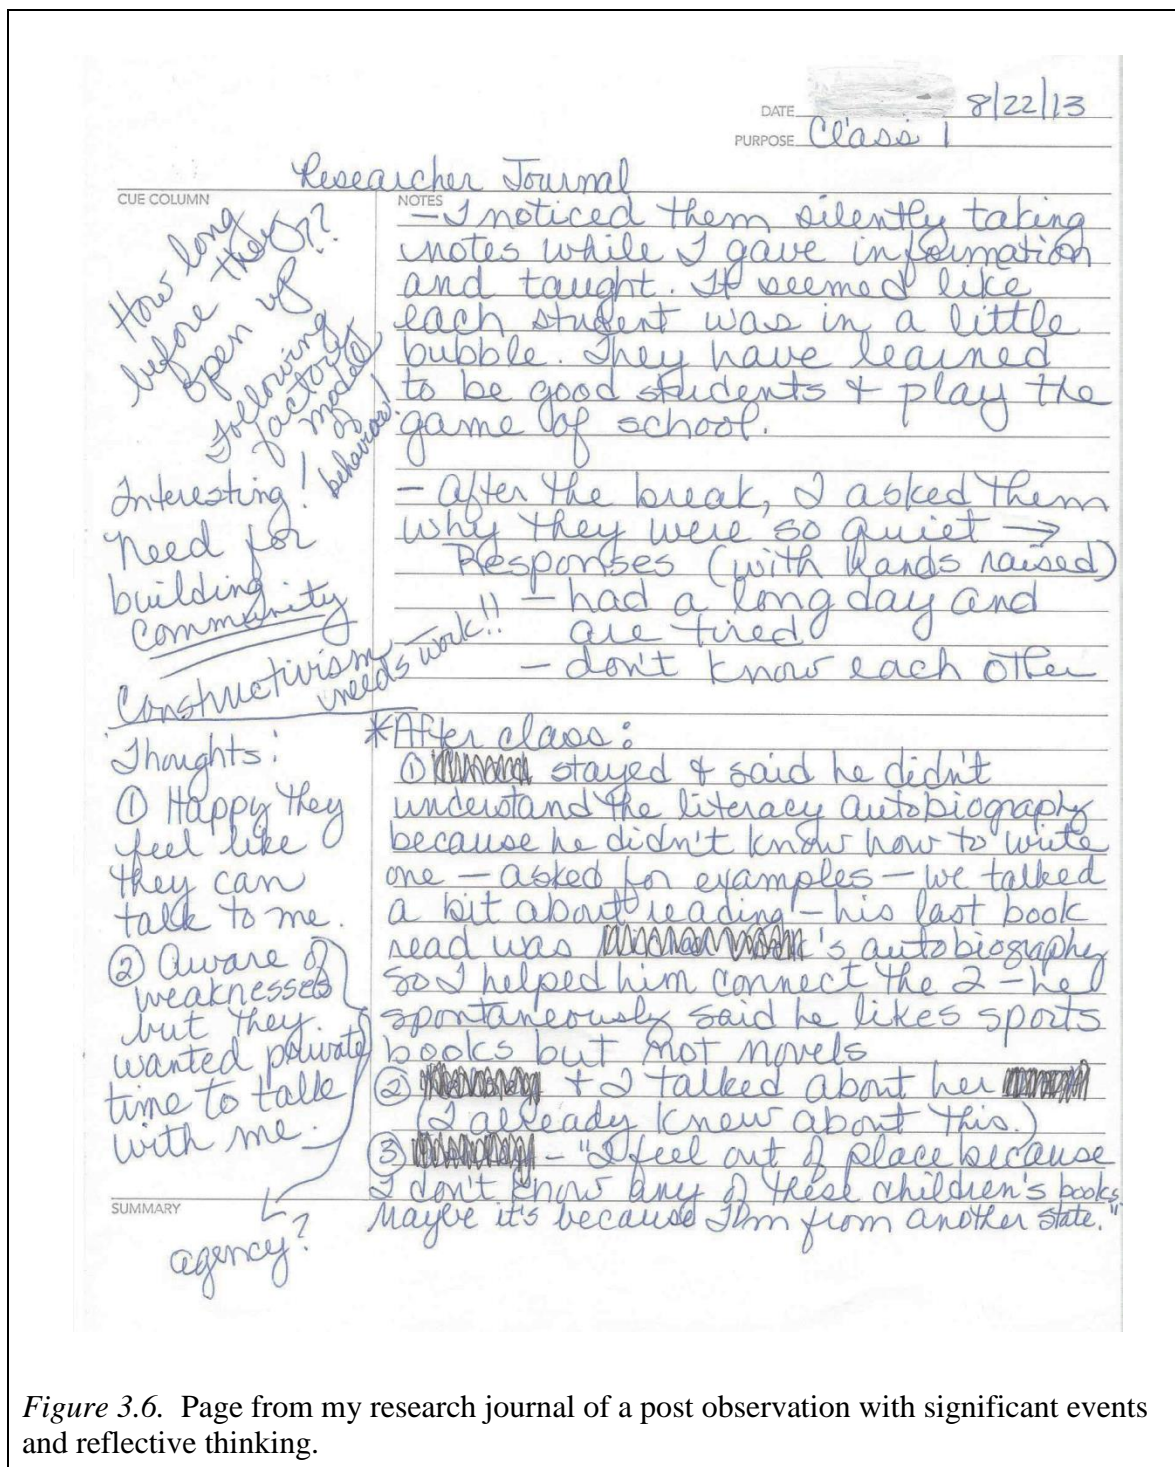 DATE 8/22/13
PURPOSE Class 1
Researcher Journal
CUE COLUMN
How long
before they??
open up
Following
factory
model
of
behavior!
Interesting!
Need for
building
community
Constructivism
needs work!!
Thoughts:
① Happy they
feel like
they can
talk to me.
② Aware of
weaknesses
but they
wanted private
time to talk
with me.
NOTES
- I noticed them silently taking
notes while I gave information
and taught. It seemed like
each student was in a little
bubble. They have learned
to be good students + play the
game of school.
- After the break, I asked them
why they were so quiet →
Responses (with hands raised)
- had a long day and
are tired
- don't know each other
*After class:
① stayed & said he didn't
understand the literacy autobiography
because he didn't know how to write
one - asked for examples - we talked
a bit about reading - his last book
read was 's autobiography
so I helped him connect the 2 - he
spontaneously said he likes sports
books but not novels
② + I talked about her
(I already knew about this.)
③ - "I feel out of place because
I don't know any of these children's books.
Maybe it's because I'm from another state."
SUMMARY
agency?
Figure 3.6. Page from my research journal of a post observation with significant events
and reflective thinking.